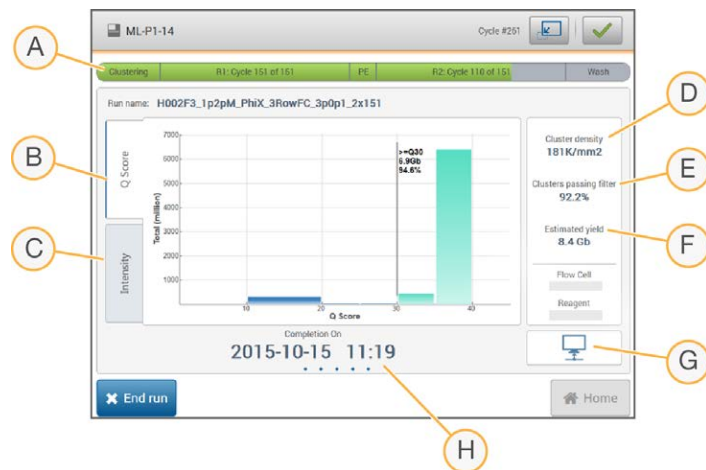 ML-P1-14
Cycle #261
A
Clustering
R1: Cycle 151 of 151
PE
R2: Cycle 110 of 151
Wash
Run name: H002F3_1p2pM_PhiX_3RowFC_3p0p1_2x151
B
Q Score
C
Intensity
Total (million)
7000
6000
5000
4000
3000
2000
1000
>=Q30
6.9Gb
94.6%
10
20
30
40
Q Score
D
Cluster density
181K/mm2
E
Clusters passing filter
92.2%
F
Estimated yield
8.4 Gb
Flow Cell
Reagent
G
Completion On
2015-10-15 11:19
H
End run
Home